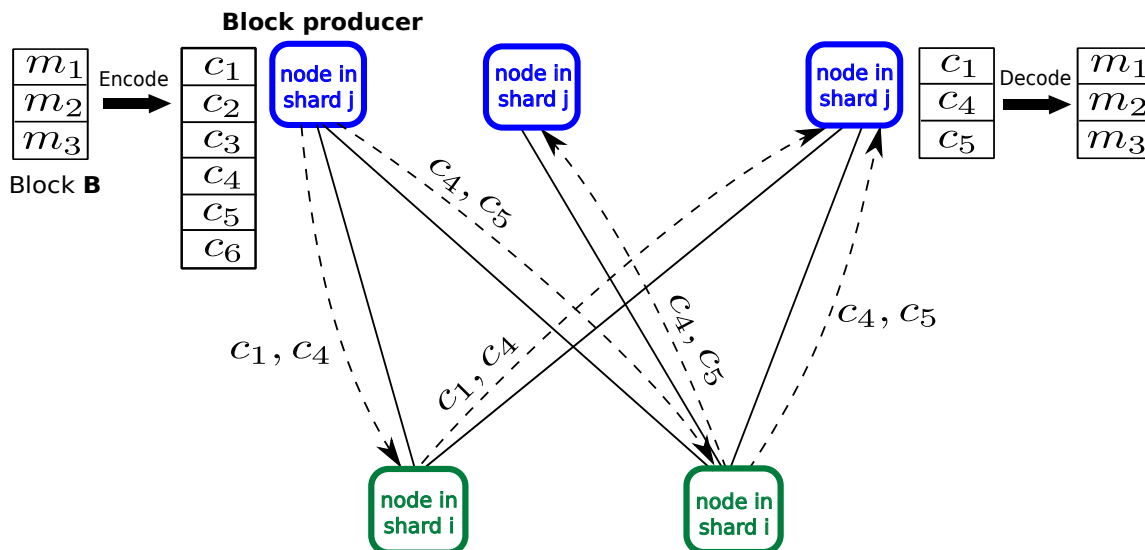 Block producer
m₁
m₂
m₃
Block B
Encode
c₁
c₂
c₃
c₄
c₅
c₆
node in
shard j
node in
shard j
node in
shard j
c₁
c₄
c₅
Decode
m₁
m₂
m₃
c₄, c₅
c₁, c₄
c₁, c₄
c₄, c₅
c₄, c₅
node in
shard i
node in
shard i